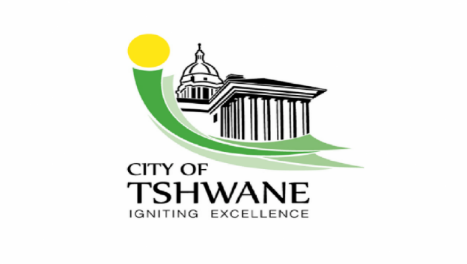 CITY OF
TSHWANE
IGNITING EXCELLENCE